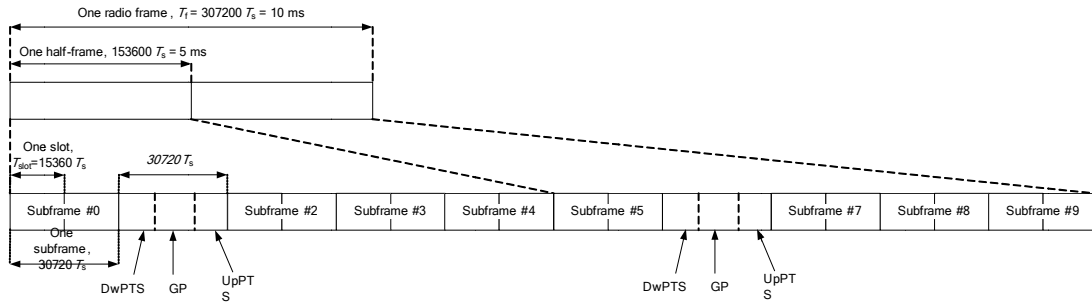 One radio frame , Tf = 307200 Ts = 10 ms
One half-frame, 153600 Ts = 5 ms
One slot,
Tslot=15360 Ts
30720Ts
Subframe #0
Subframe #2
Subframe #3
Subframe #4
Subframe #5
Subframe #7
Subframe #8
Subframe #9
One
subframe ,
30720 Ts
DwPTS
GP
UpPT
S
DwPTS
GP
UpPT
S